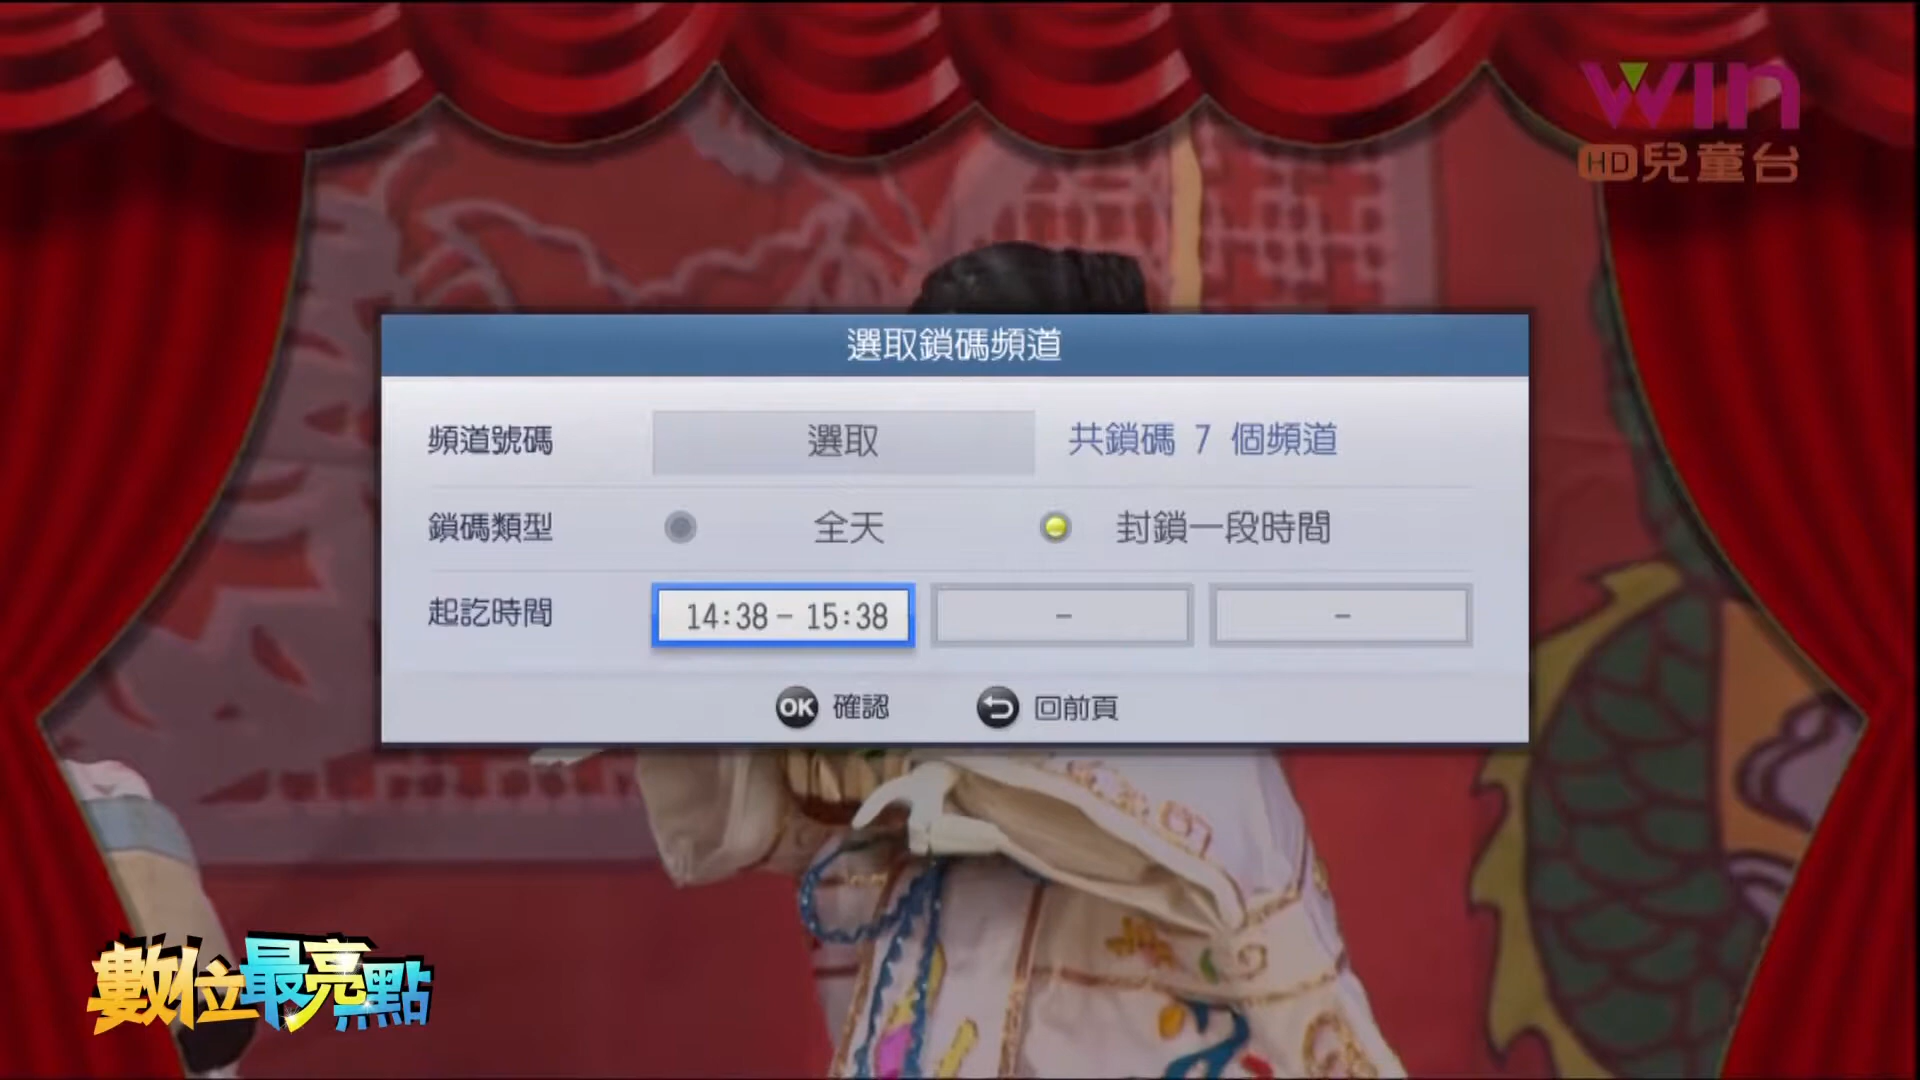 win
HD兒童台
選取鎖碼頻道
頻道號碼 選取 共鎖碼 7 個頻道
鎖碼類型 全天 封鎖一段時間
起訖時間 14:38 - 15:38 - -
OK 確認 回前頁
數位最亮點